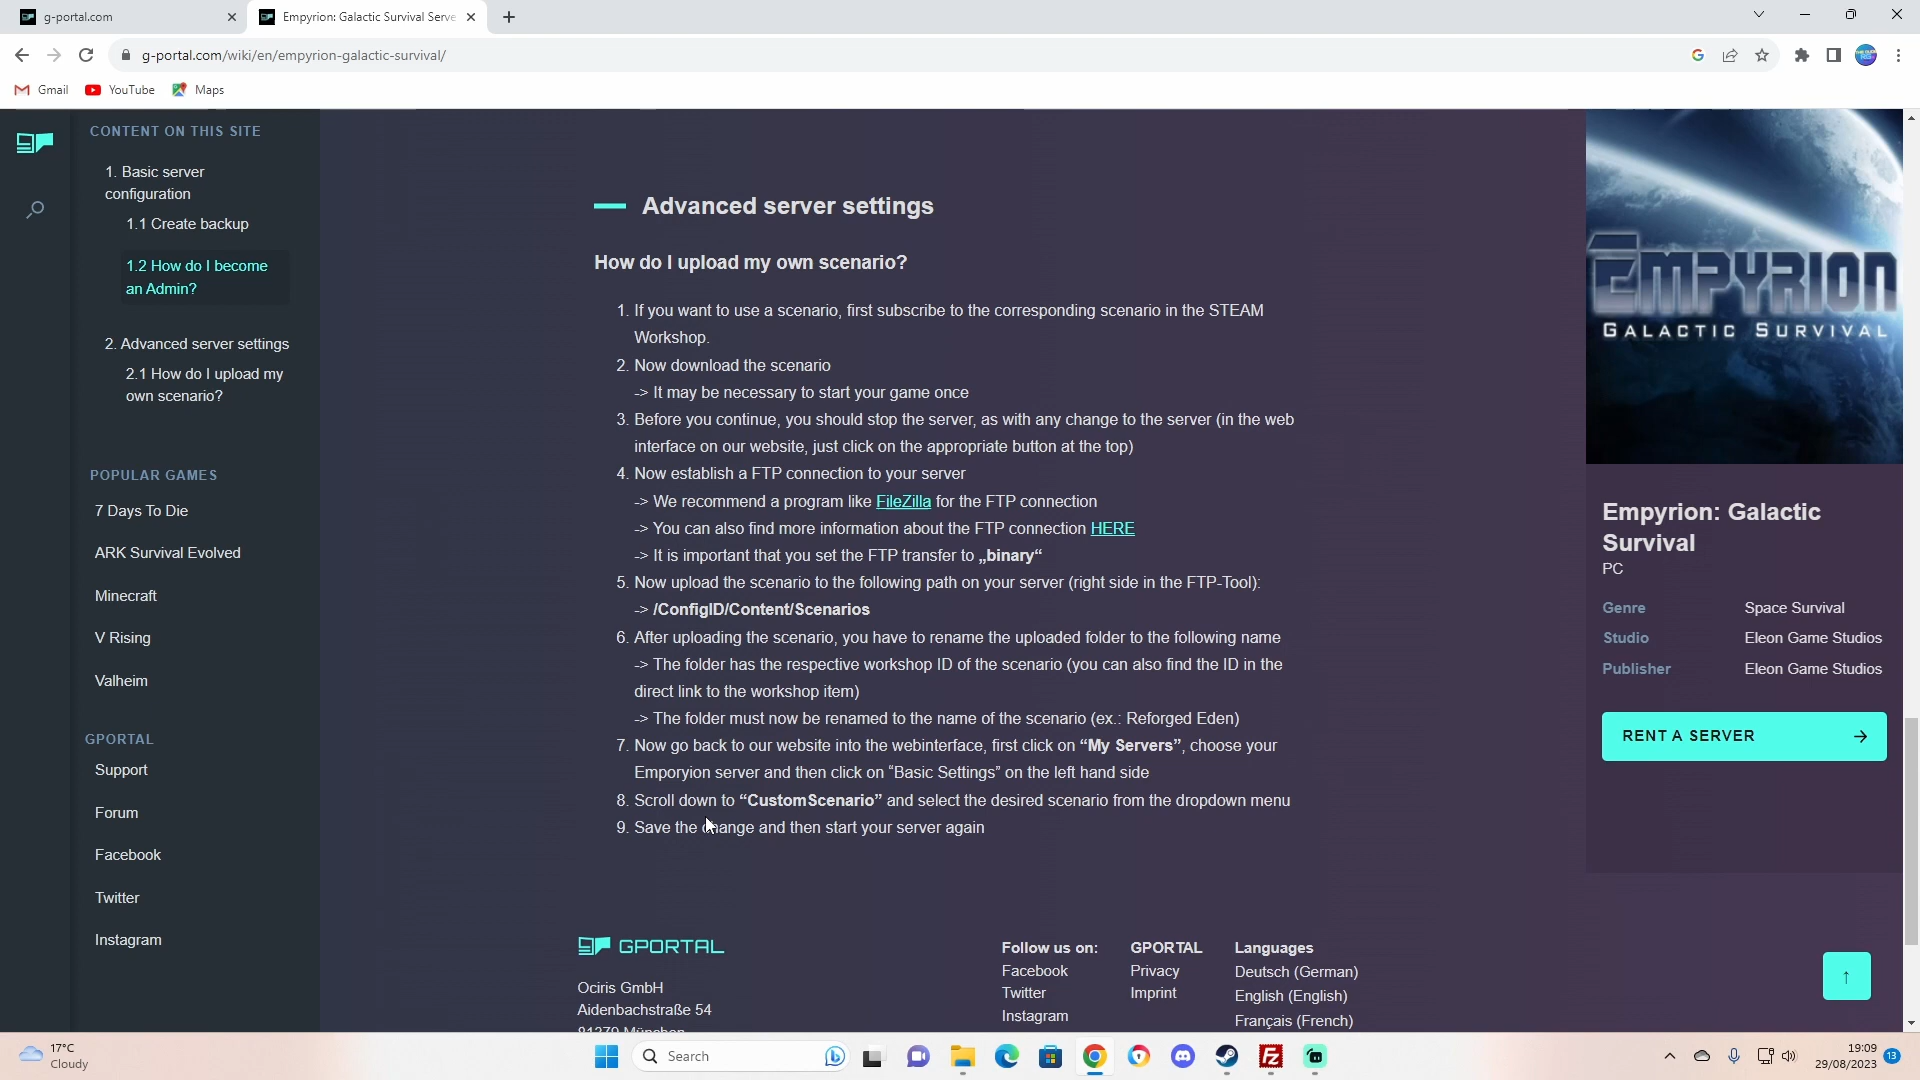 g-portal.com
Empyrion: Galactic Survival Serve
g-portal.com/wiki/en/empyrion-galactic-survival/
Gmail
YouTube
Maps
CONTENT ON THIS SITE
1. Basic server
configuration
1.1 Create backup
1.2 How do I become
an Admin?
2. Advanced server settings
2.1 How do I upload my
own scenario?
POPULAR GAMES
7 Days To Die
ARK Survival Evolved
Minecraft
V Rising
Valheim
GPORTAL
Support
Forum
Facebook
Twitter
Instagram
Advanced server settings
How do I upload my own scenario?
1. If you want to use a scenario, first subscribe to the corresponding scenario in the STEAM
Workshop.
2. Now download the scenario
-> It may be necessary to start your game once
3. Before you continue, you should stop the server, as with any change to the server (in the web
interface on our website, just click on the appropriate button at the top)
4. Now establish a FTP connection to your server
-> We recommend a program like FileZilla for the FTP connection
-> You can also find more information about the FTP connection HERE
-> It is important that you set the FTP transfer to „binary“
5. Now upload the scenario to the following path on your server (right side in the FTP-Tool):
-> /ConfigID/Content/Scenarios
6. After uploading the scenario, you have to rename the uploaded folder to the following name
-> The folder has the respective workshop ID of the scenario (you can also find the ID in the
direct link to the workshop item)
-> The folder must now be renamed to the name of the scenario (ex.: Reforged Eden)
7. Now go back to our website into the webinterface, first click on “My Servers”, choose your
Emporyion server and then click on “Basic Settings” on the left hand side
8. Scroll down to “CustomScenario” and select the desired scenario from the dropdown menu
9. Save the change and then start your server again
EMPYRION
GALACTIC SURVIVAL
Empyrion: Galactic
Survival
PC
Genre Space Survival
Studio Eleon Game Studios
Publisher Eleon Game Studios
RENT A SERVER
GPORTAL
Ociris GmbH
Aidenbachstraße 54
81379 München
Follow us on:
Facebook
Twitter
Instagram
GPORTAL
Privacy
Imprint
Languages
Deutsch (German)
English (English)
Français (French)
17°C
Cloudy
Search
19:09
29/08/2023
13